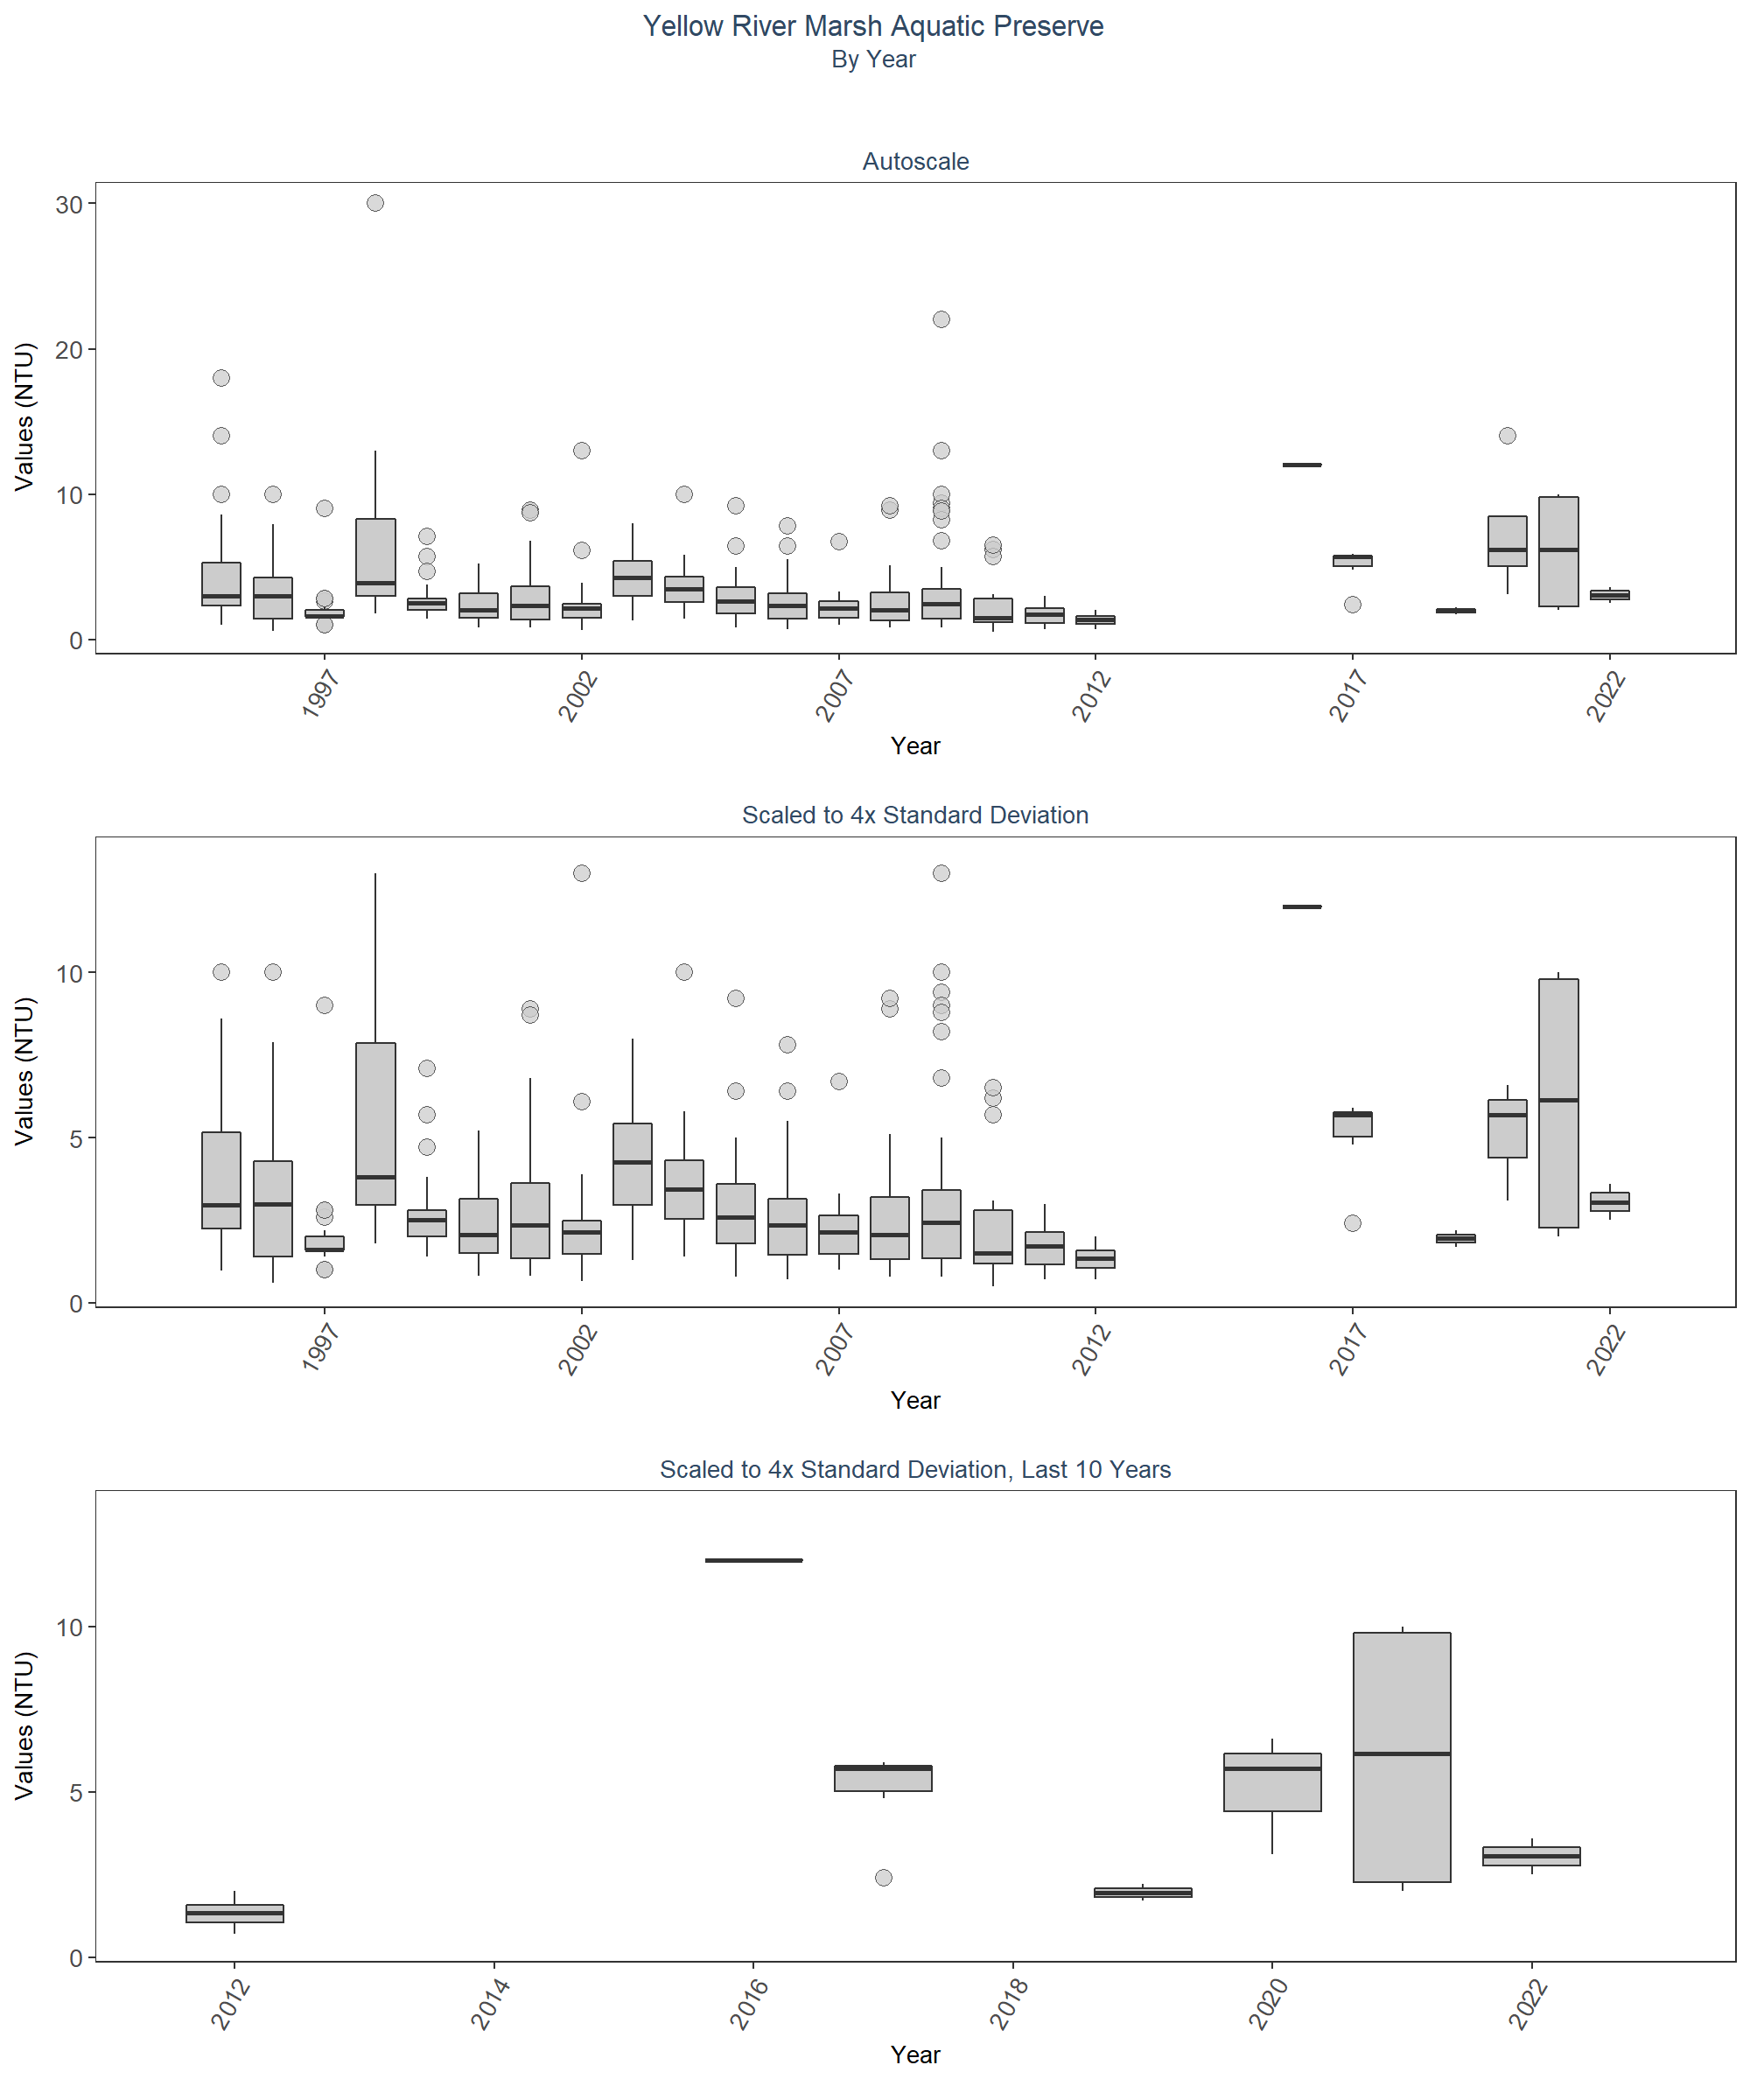 Yellow River Marsh Aquatic Preserve
By Year
Autoscale
30
20
10
0
Values (NTU)
1997
2002
2007
2012
2017
2022
Year
Scaled to 4x Standard Deviation
10
5
0
Values (NTU)
1997
2002
2007
2012
2017
2022
Year
Scaled to 4x Standard Deviation, Last 10 Years
10
5
0
Values (NTU)
2012
2014
2016
2018
2020
2022
Year